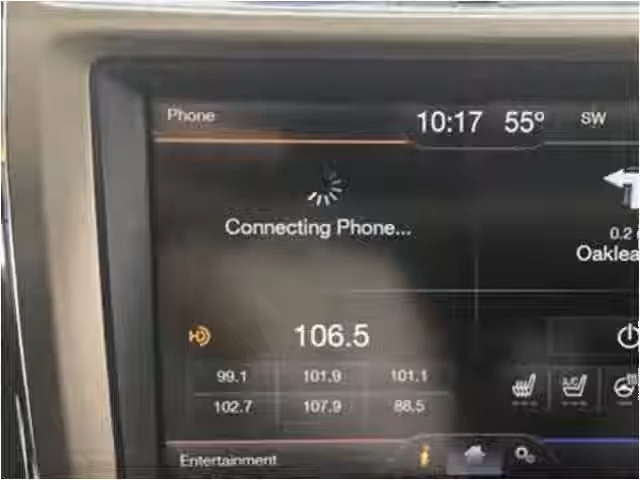 Phone
10:17 55° SW
Connecting Phone...
0.2
Oaklea
HD
106.5
99.1 101.9 101.1
102.7 107.9 88.5
A/C
Entertainment
i